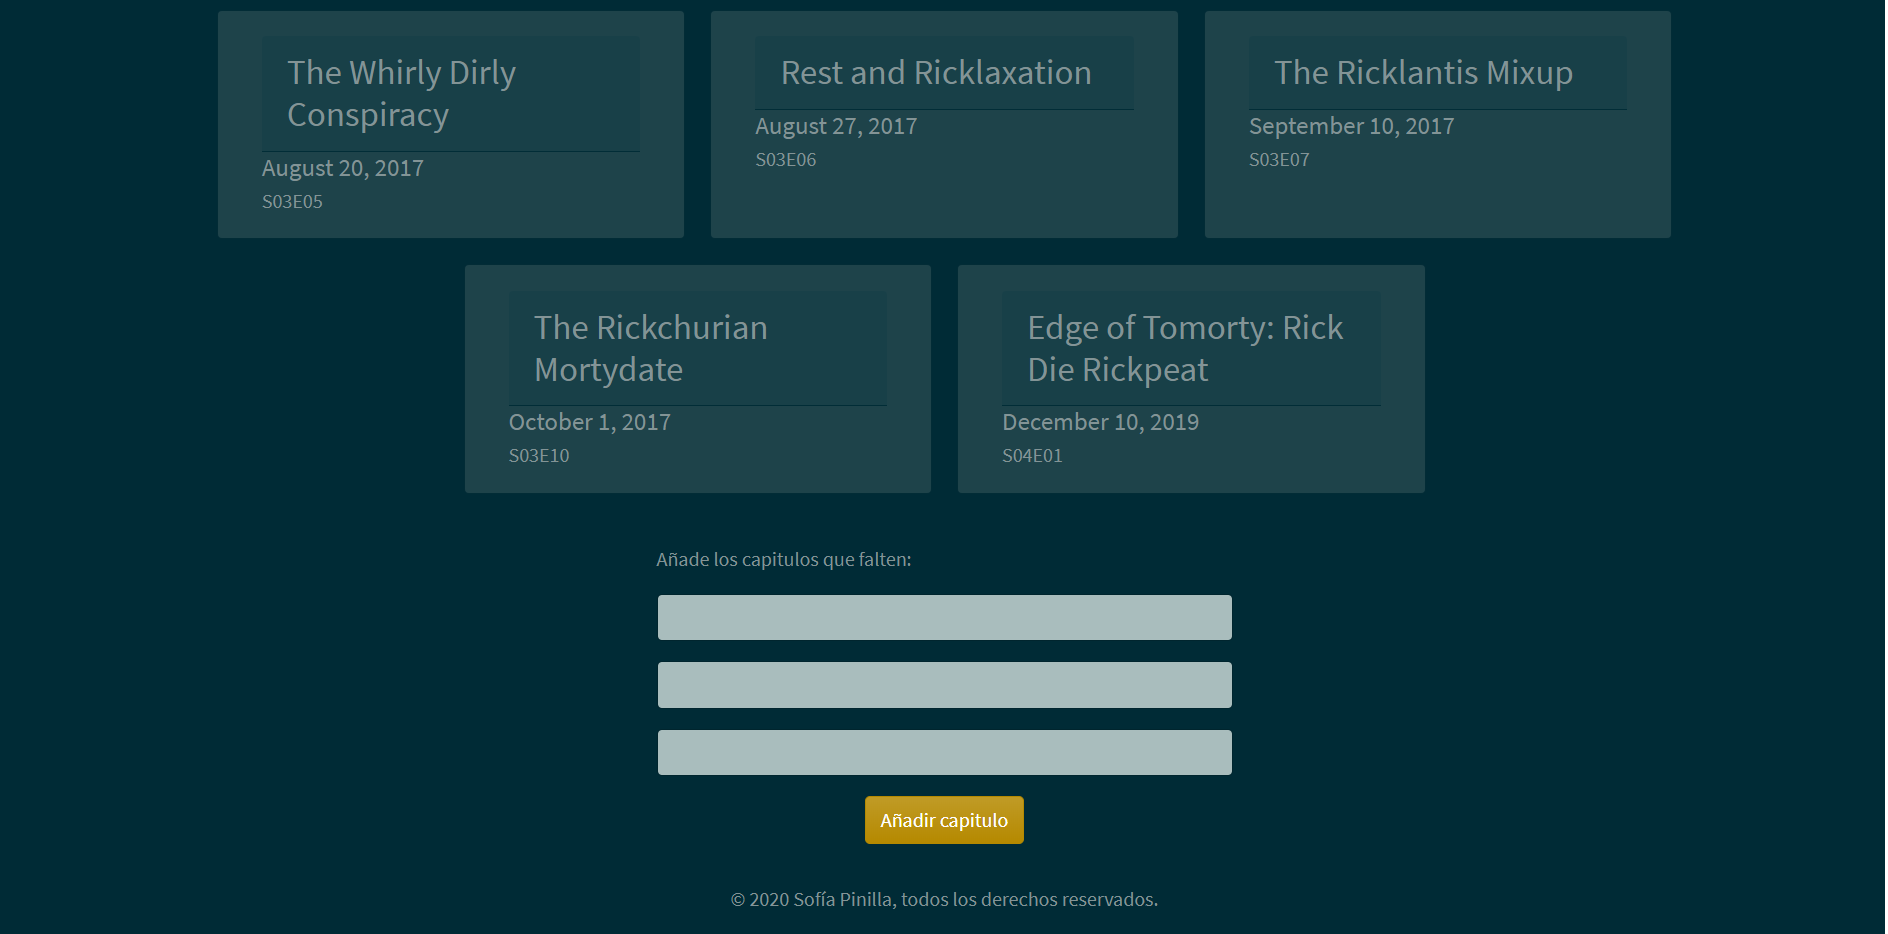 The Whirly Dirly
Conspiracy
August 20, 2017
S03E05
Rest and Ricklaxation
August 27, 2017
S03E06
The Ricklantis Mixup
September 10, 2017
S03E07
The Rickchurian
Mortydate
October 1, 2017
S03E10
Edge of Tomorty: Rick
Die Rickpeat
December 10, 2019
S04E01
Añade los capitulos que falten:
Añadir capitulo
© 2020 Sofía Pinilla, todos los derechos reservados.